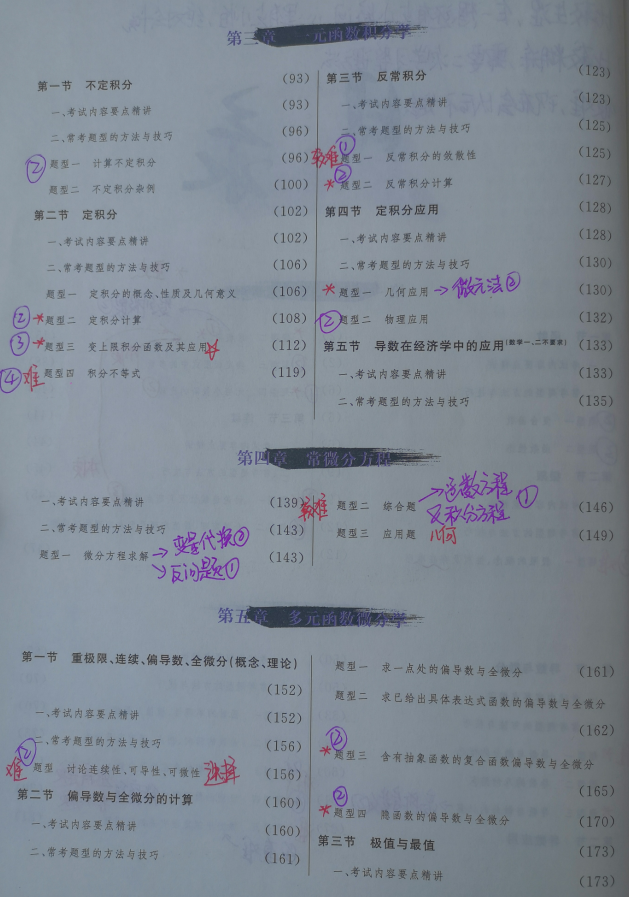 第三章 一元函数积分学
第一节 不定积分 (93)
一、考试内容要点精讲 (93)
二、常考题型的方法与技巧 (96)
② 题型一 计算不定积分 (96)
题型二 不定积分杂例 (100)
第二节 定积分 (102)
一、考试内容要点精讲 (102)
二、常考题型的方法与技巧 (106)
题型一 定积分的概念、性质及几何意义 (106)
② * 题型二 定积分计算 (108)
③ * 题型三 变上限积分函数及其应用 (112)
④ 难 题型四 积分不等式 (119)
第三节 反常积分 (123)
一、考试内容要点精讲 (123)
二、常考题型的方法与技巧 (125)
较难 ① 题型一 反常积分的敛散性 (125)
* ② 题型二 反常积分计算 (127)
第四节 定积分应用 (128)
一、考试内容要点精讲 (128)
二、常考题型的方法与技巧 (130)
* 题型一 几何应用 → 微元法② (130)
② 题型二 物理应用 (132)
第五节 导数在经济学中的应用(数学一、二不要求) (133)
一、考试内容要点精讲 (133)
二、常考题型的方法与技巧 (135)
第四章 常微分方程
一、考试内容要点精讲 (139)
二、常考题型的方法与技巧 (143)
题型一 微分方程求解 (143)
→ 变量代换②
→ 反问题①
较难 题型二 综合题 (146)
→ 函数方程
及积分方程 ①
题型三 应用题 几何 (149)
第五章 多元函数微分学
第一节 重极限、连续、偏导数、全微分(概念、理论)
(152)
一、考试内容要点精讲 (152)
二、常考题型的方法与技巧 (156)
难 ② 题型 讨论连续性、可导性、可微性 选择 (156)
第二节 偏导数与全微分的计算 (160)
一、考试内容要点精讲 (160)
二、常考题型的方法与技巧 (161)
题型一 求一点处的偏导数与全微分 (161)
题型二 求已给出具体表达式函数的偏导数与全微分
(162)
* ② 题型三 含有抽象函数的复合函数偏导数与全微分
(165)
* ② 题型四 隐函数的偏导数与全微分 (170)
第三节 极值与最值 (173)
一、考试内容要点精讲 (173)